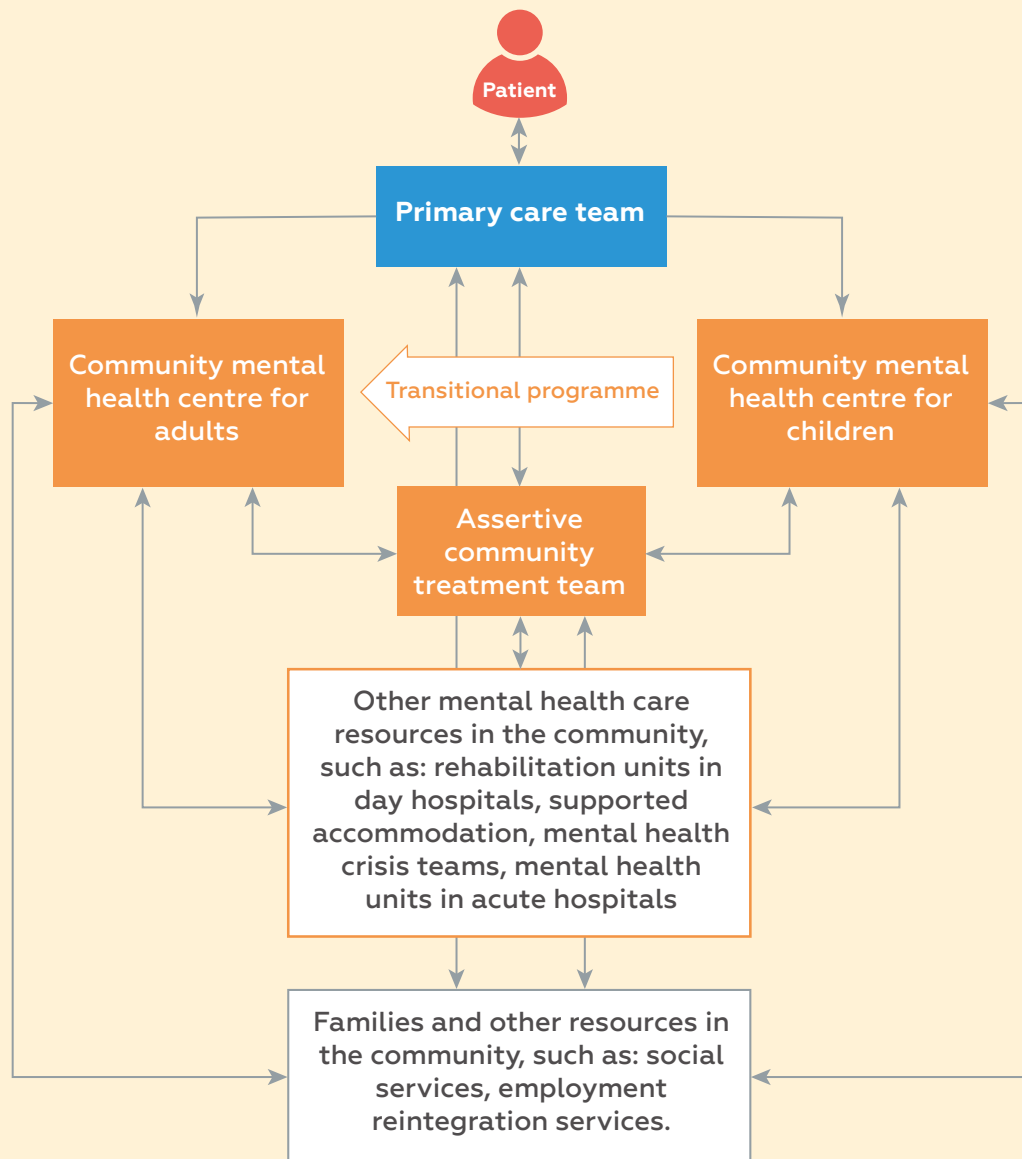 Patient
Primary care team
Community mental
health centre for
adults
Transitional programme
Community mental
health centre for
children
Assertive
community
treatment team
Other mental health care
resources in the community,
such as: rehabilitation units in
day hospitals, supported
accommodation, mental health
crisis teams, mental health
units in acute hospitals
Families and other resources in
the community, such as: social
services, employment
reintegration services.